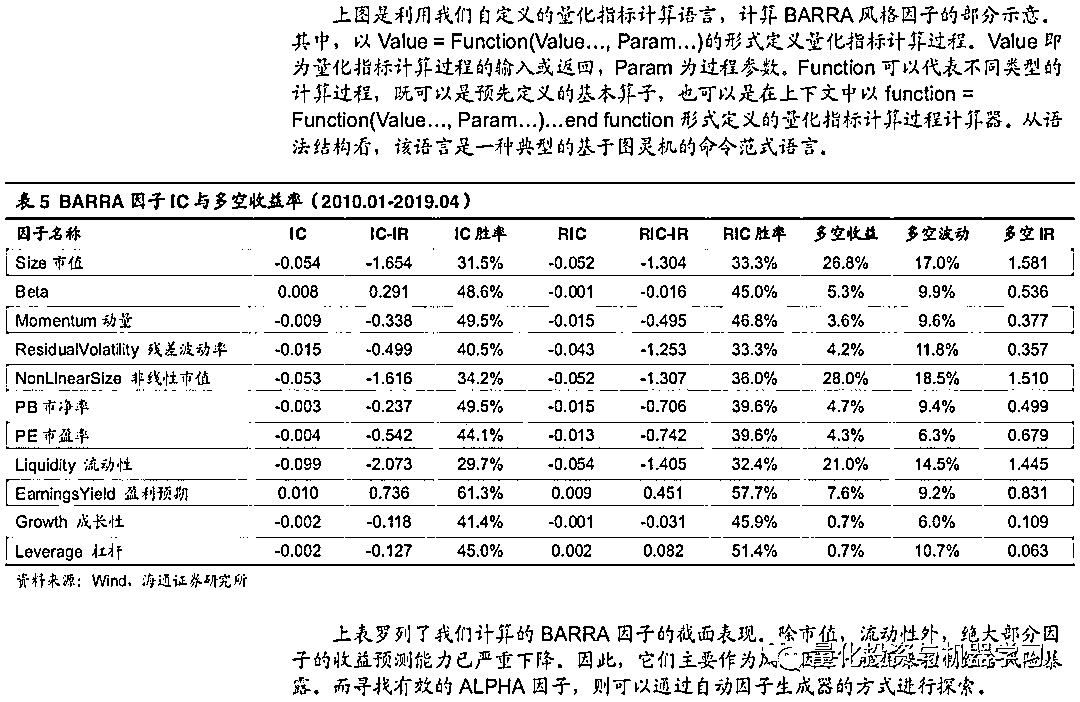 上图是利用我们自定义的量化指标计算语言，计算 BARRA 风格因子的部分示意。
其中，以 Value = Function(Value…, Param…)的形式定义量化指标计算过程。Value 即
为量化指标计算过程的输入或返回，Param 为过程参数。Function 可以代表不同类型的
计算过程，既可以是预先定义的基本算子，也可以是在上下文中以 function =
Function(Value…, Param…)…end function 形式定义的量化指标计算过程计算器。从语
法结构看，该语言是一种典型的基于图灵机的命令范式语言。
表 5 BARRA 因子 IC 与多空收益率（2010.01-2019.04）
因子名称 IC IC-IR IC 胜率 RIC RIC-IR RIC 胜率 多空收益 多空波动 多空 IR
Size 市值 -0.054 -1.654 31.5% -0.052 -1.304 33.3% 26.8% 17.0% 1.581
Beta 0.008 0.291 48.6% -0.001 -0.016 45.0% 5.3% 9.9% 0.536
Momentum 动量 -0.009 -0.338 49.5% -0.015 -0.495 46.8% 3.6% 9.6% 0.377
ResidualVolatility 残差波动率 -0.015 -0.499 40.5% -0.043 -1.253 33.3% 4.2% 11.8% 0.357
NonLInearSize 非线性市值 -0.053 -1.616 34.2% -0.052 -1.307 36.0% 28.0% 18.5% 1.510
PB 市净率 -0.003 -0.237 49.5% -0.015 -0.706 39.6% 4.7% 9.4% 0.499
PE 市盈率 -0.004 -0.542 44.1% -0.013 -0.742 39.6% 4.3% 6.3% 0.679
Liquidity 流动性 -0.099 -2.073 29.7% -0.054 -1.405 32.4% 21.0% 14.5% 1.445
EarningsYield 盈利预期 0.010 0.736 61.3% 0.009 0.451 57.7% 7.6% 9.2% 0.831
Growth 成长性 -0.002 -0.118 41.4% -0.001 -0.031 45.9% 0.7% 6.0% 0.109
Leverage 杠杆 -0.002 -0.127 45.0% 0.002 0.082 51.4% 0.7% 10.7% 0.063
资料来源：Wind，海通证券研究所
上表罗列了我们计算的 BARRA 因子的截面表现。除市值，流动性外，绝大部分因
子的收益预测能力已严重下降。因此，它们主要作为风 险暴
量化投资与机器学习
露。而寻找有效的 ALPHA 因子，则可以通过自动因子生成器的方式进行探索。